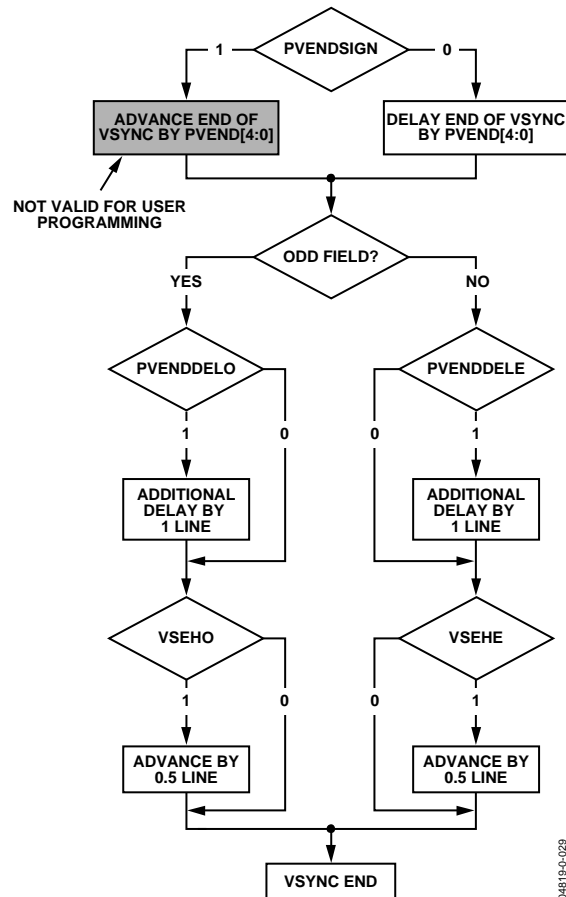 PVENDSIGN
1
0
ADVANCE END OF
VSYNC BY PVEND[4:0]
DELAY END OF VSYNC
BY PVEND[4:0]
NOT VALID FOR USER
PROGRAMMING
ODD FIELD?
YES
NO
PVENDDELO
PVENDDELE
1
0
0
1
ADDITIONAL
DELAY BY
1 LINE
ADDITIONAL
DELAY BY
1 LINE
VSEHO
VSEHE
1
0
0
1
ADVANCE BY
0.5 LINE
ADVANCE BY
0.5 LINE
VSYNC END
04819-0-029